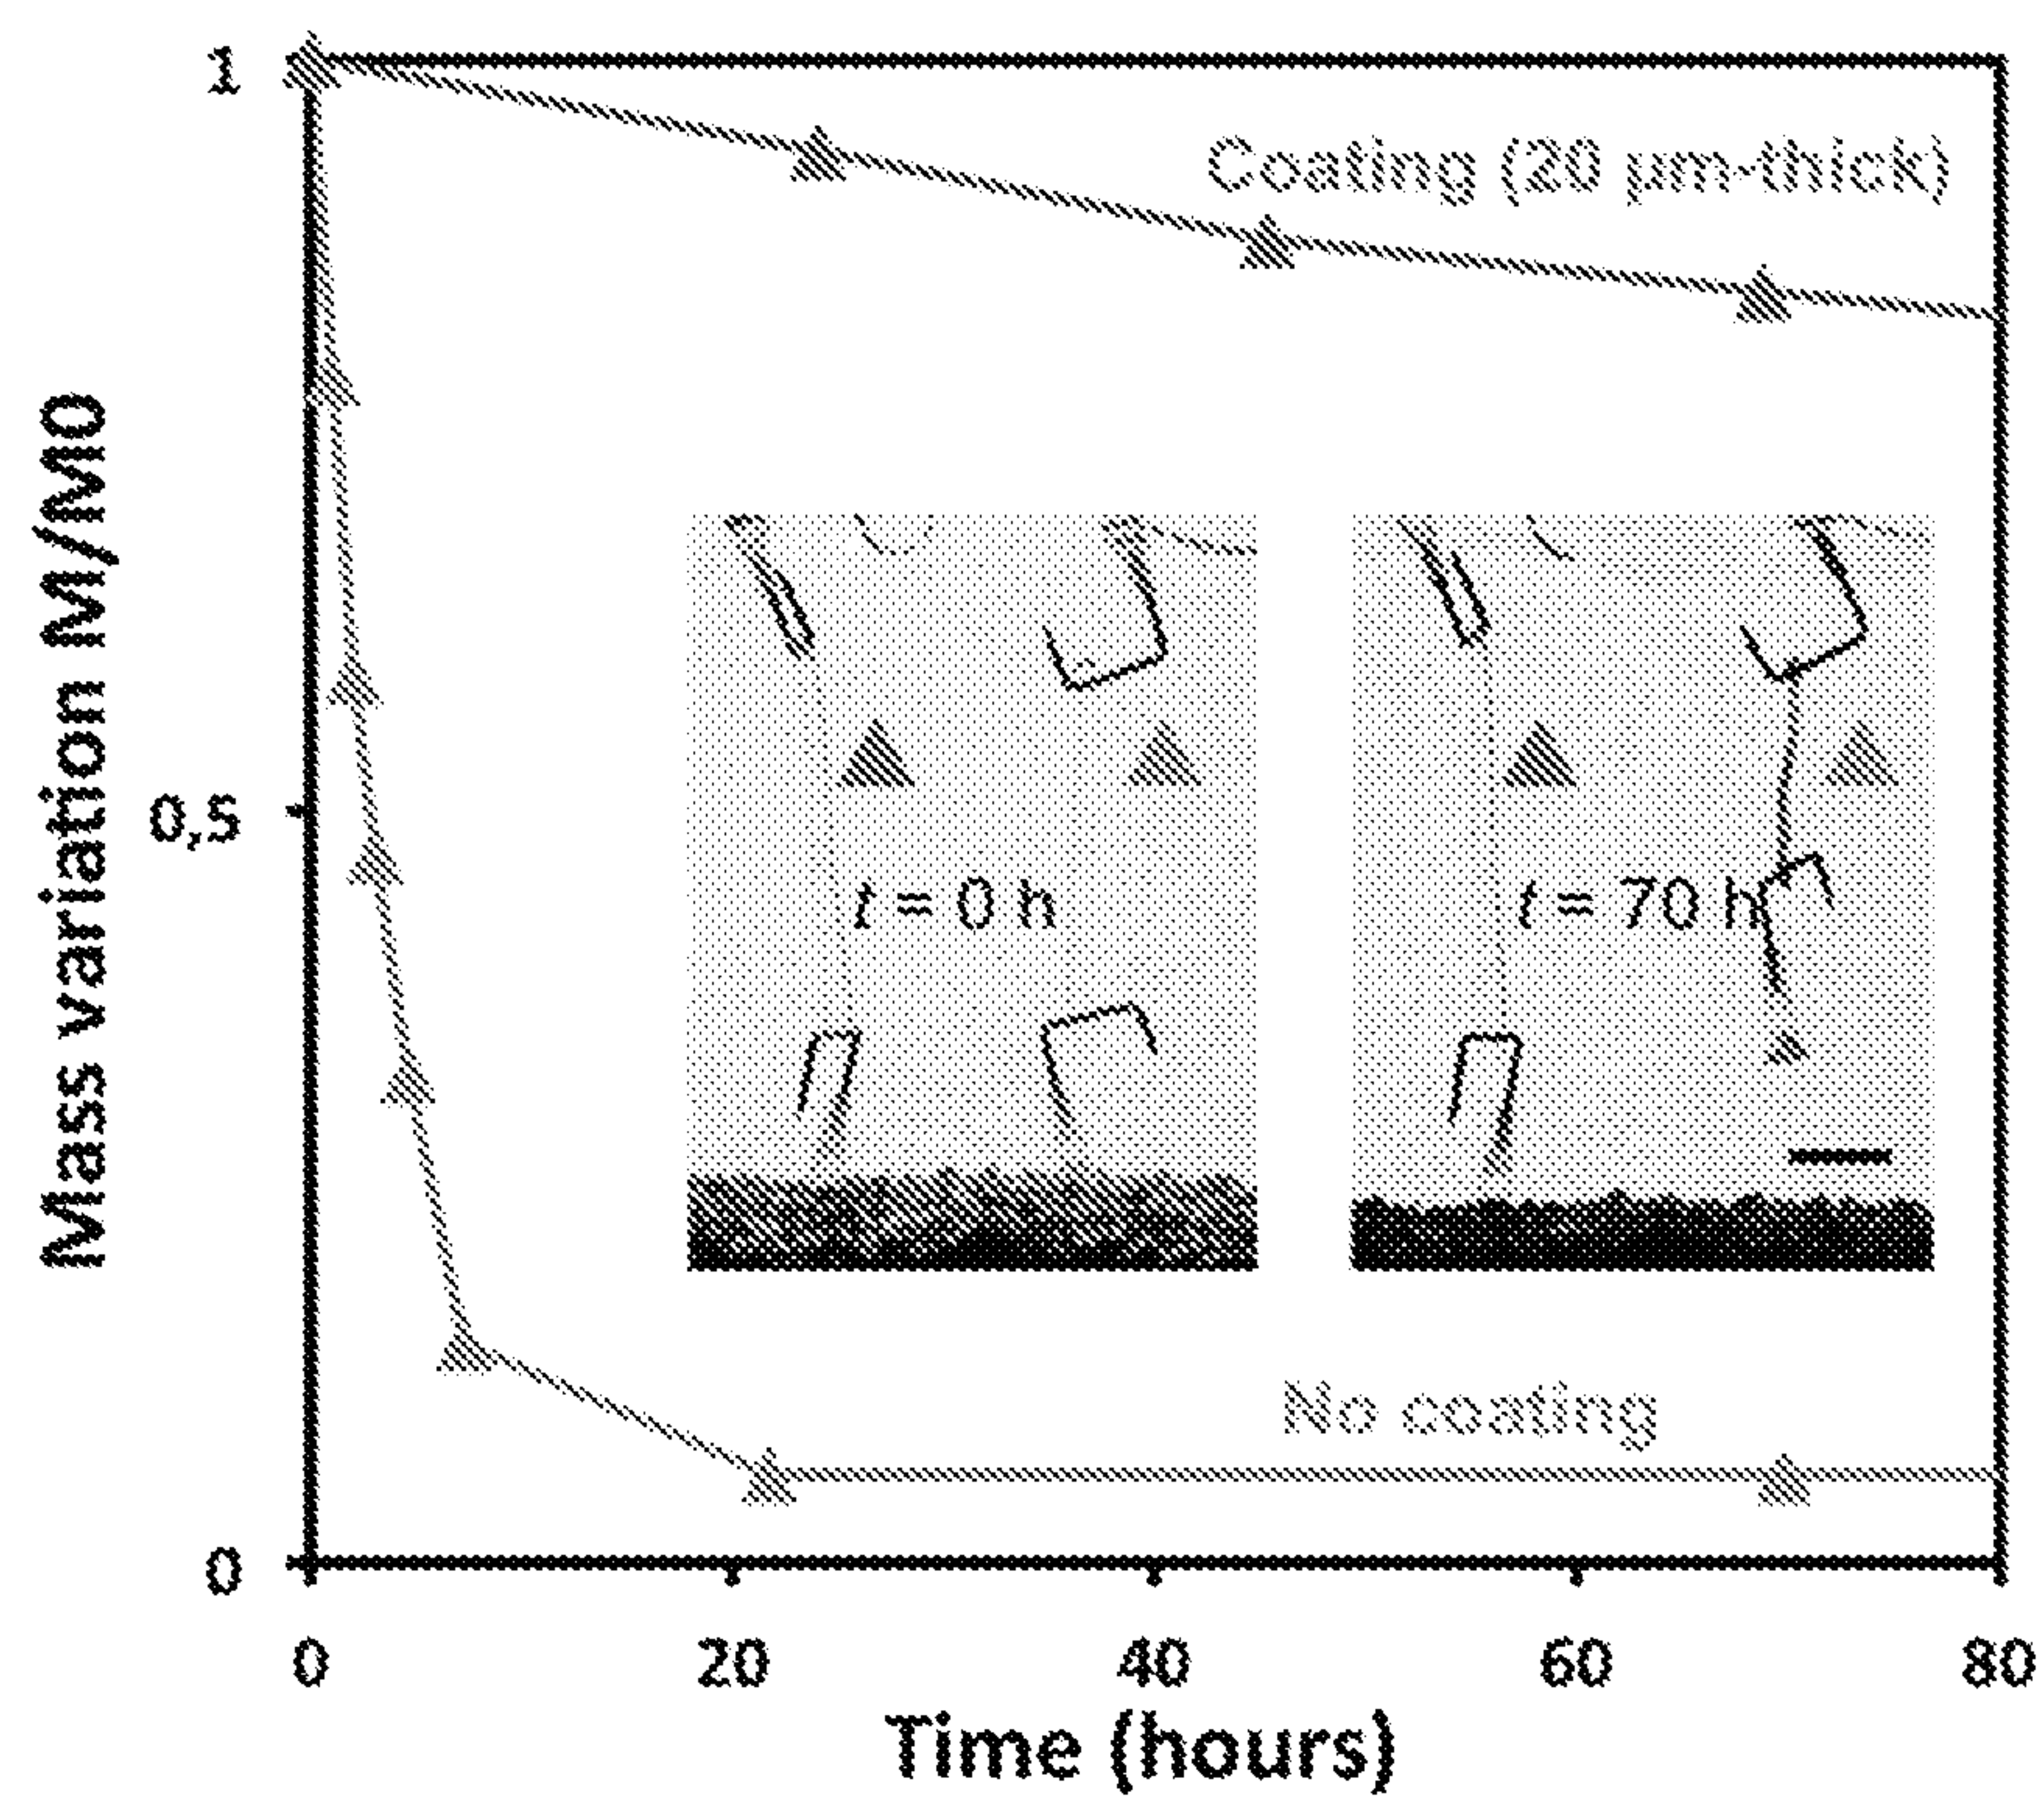 Mass variation M/M0
1
0,5
0
Coating (20 µm-thick)
t = 0 h
t = 70 h
No coating
0 20 40 60 80
Time (hours)